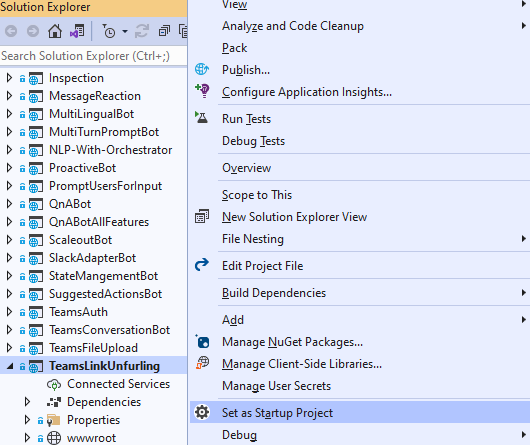 Solution Explorer
Search Solution Explorer (Ctrl+;)
Inspection
MessageReaction
MultiLingualBot
MultiTurnPromptBot
NLP-With-Orchestrator
ProactiveBot
PromptUsersForInput
QnABot
QnABotAllFeatures
ScaleoutBot
SlackAdapterBot
StateMangementBot
SuggestedActionsBot
TeamsAuth
TeamsConversationBot
TeamsFileUpload
TeamsLinkUnfurling
Connected Services
Dependencies
Properties
wwwroot
View
Analyze and Code Cleanup
Pack
Publish...
Configure Application Insights...
Run Tests
Debug Tests
Overview
Scope to This
New Solution Explorer View
File Nesting
Edit Project File
Build Dependencies
Add
Manage NuGet Packages...
Manage Client-Side Libraries...
Manage User Secrets
Set as Startup Project
Debug